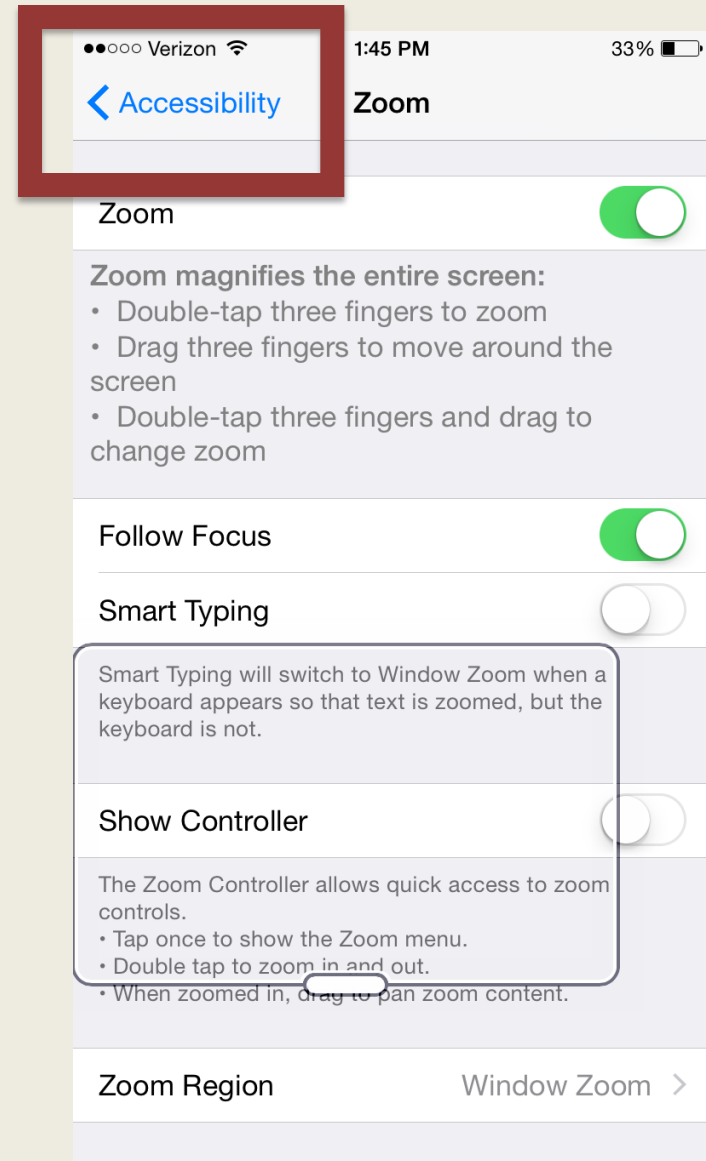 Verizon 1:45 PM 33%
Accessibility Zoom
Zoom
Zoom magnifies the entire screen:
• Double-tap three fingers to zoom
• Drag three fingers to move around the
screen
• Double-tap three fingers and drag to
change zoom
Follow Focus
Smart Typing
Smart Typing will switch to Window Zoom when a
keyboard appears so that text is zoomed, but the
keyboard is not.
Show Controller
The Zoom Controller allows quick access to zoom
controls.
• Tap once to show the Zoom menu.
• Double tap to zoom in and out.
• When zoomed in, drag to pan zoom content.
Zoom Region Window Zoom